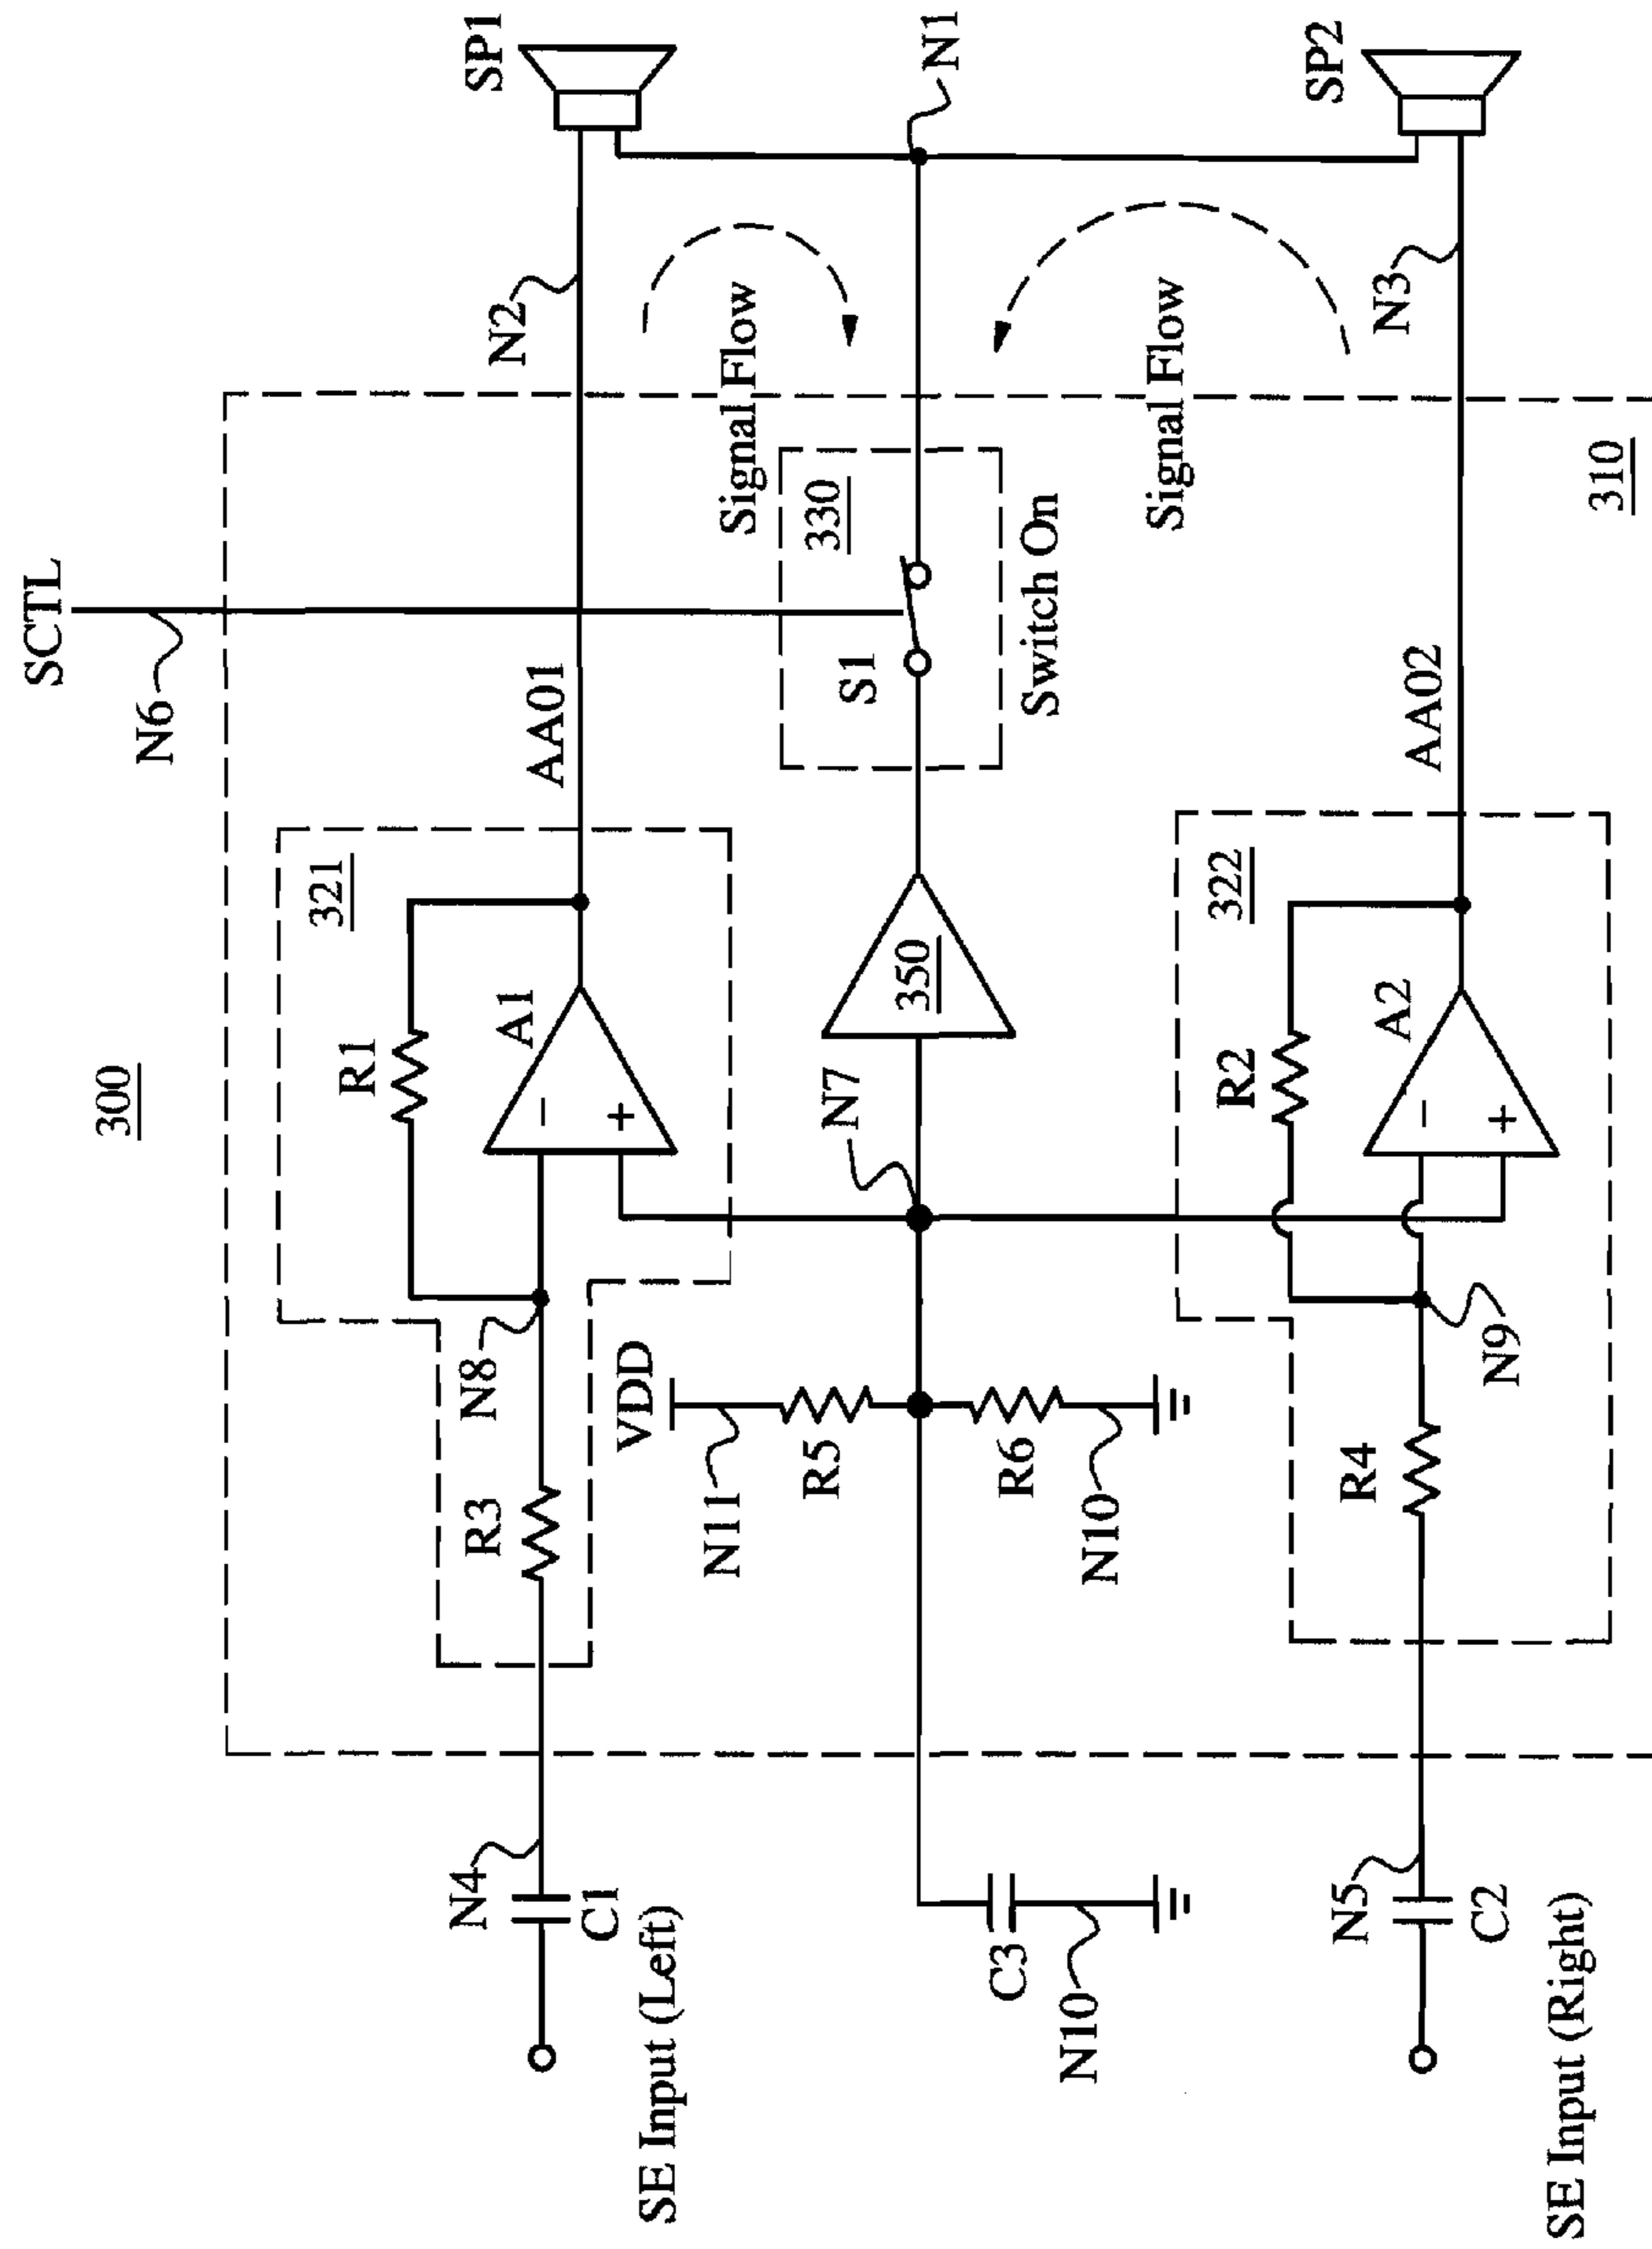 300
SCTL
N6
SP1
N2
321
R1
A1
AA01
N8
R3
N4
C1
SE Input (Left)
Signal Flow
330
S1
Switch On
N1
350
N7
VDD
N11
R5
R6
N10
C3
N10
Signal Flow
322
R2
A2
AA02
N3
SP2
N9
R4
N5
C2
SE Input (Right)
310
−
+
−
+